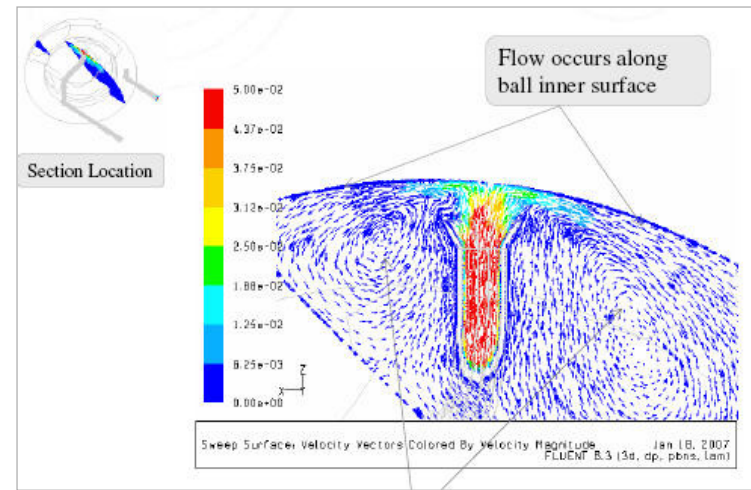 Flow occurs along
ball inner surface
Section Location
5.00e-02
4.37e-02
3.75e-02
3.12e-02
2.50e-02
1.88e-02
1.25e-02
6.25e-03
0.00e+00
Z
X Y
Sweep Surface: Velocity Vectors Colored By Velocity Magnitude
Jan 18, 2007
FLUENT 6.3 (3d, dp, pbns, lam)